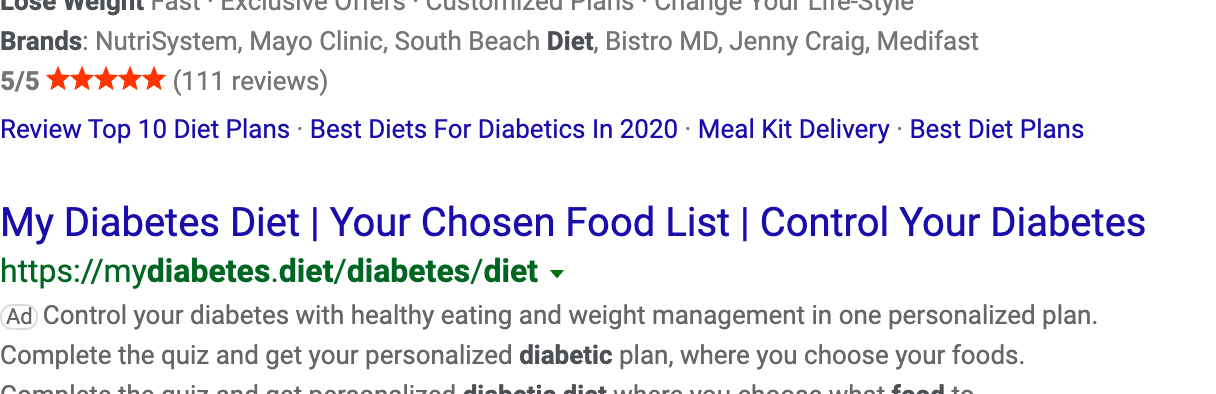 Lose Weight Fast · Exclusive Offers · Customized Plans · Change Your Life-Style
Brands: NutriSystem, Mayo Clinic, South Beach Diet, Bistro MD, Jenny Craig, Medifast
5/5 ★★★★★ (111 reviews)
Review Top 10 Diet Plans · Best Diets For Diabetics In 2020 · Meal Kit Delivery · Best Diet Plans
My Diabetes Diet | Your Chosen Food List | Control Your Diabetes
https://mydiabetes.diet/diabetes/diet
Ad Control your diabetes with healthy eating and weight management in one personalized plan.
Complete the quiz and get your personalized diabetic plan, where you choose your foods.
Complete the quiz and get personalized diabetic diet where you choose what food to